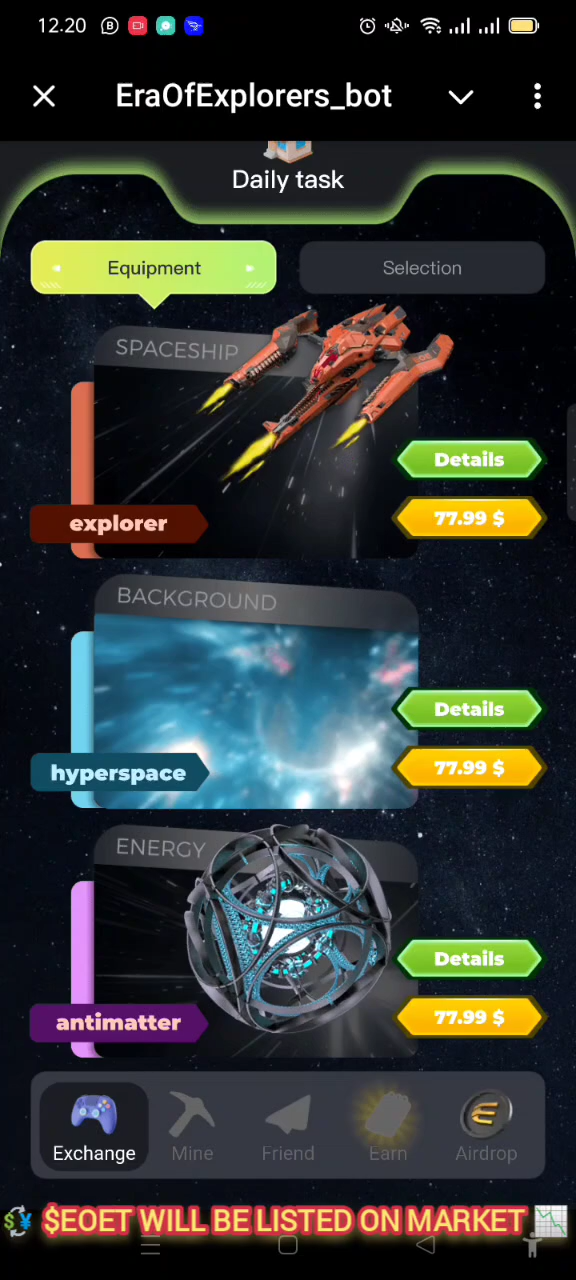 12.20
EraOfExplorers_bot
Daily task
Equipment
Selection
SPACESHIP
Details
77.99 $
explorer
BACKGROUND
Details
77.99 $
hyperspace
ENERGY
Details
77.99 $
antimatter
Exchange
Mine
Friend
Earn
Airdrop
$EOET WILL BE LISTED ON MARKET